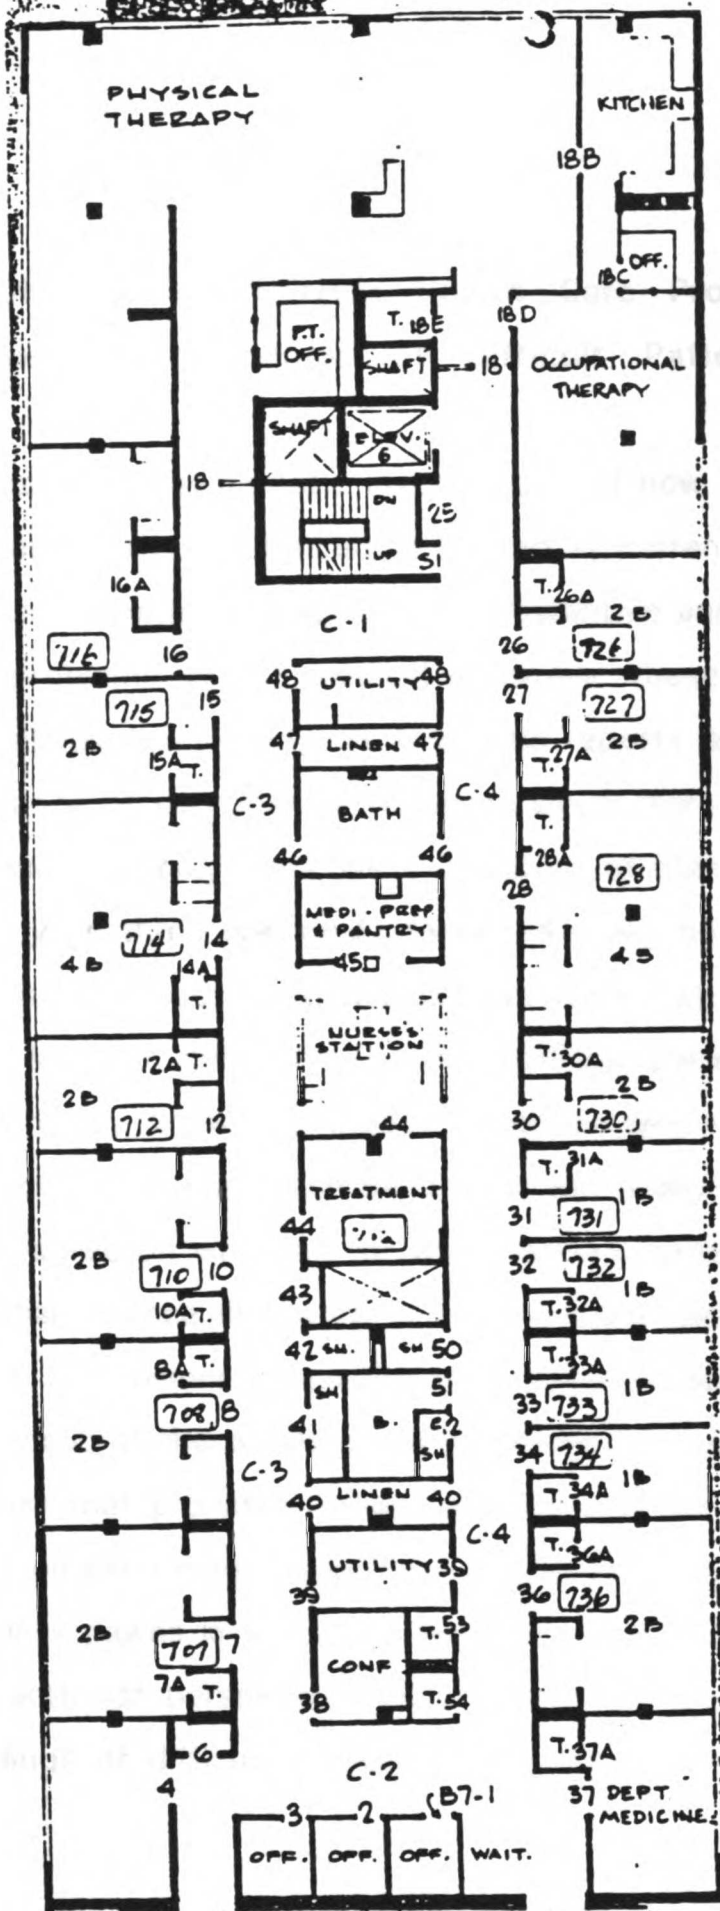 PHYSICAL
THERAPY
KITCHEN
18B
18C
OFF.
P.T.
OFF.
T.
18E
SHAFT
18
18D
OCCUPATIONAL
THERAPY
SHAFT
ELEV.
6
18
DN
UP
25
S1
16A
C-1
T.
26A
2B
716
16
26
726
48
UTILITY
48
27
727
715
15
2B
15A
T.
47
LINEN
47
T.
27A
2B
C-3
BATH
C-4
T.
28A
46
46
28
728
MEDI-PREP
& PANTRY
714
14
4B
14A
T.
45
4B
NURSES
STATION
12A
T.
T.
30A
2B
2B
712
12
44
30
730
T.
31A
TREATMENT
1B
44
31
731
2B
710
10
32
732
43
1B
10A
T.
T.
32A
42
SH.
SH
50
8A
T.
T.
33A
SH
51
1B
708
8
41
B.
33
733
2B
SH
34
734
C-3
LINEN
1B
40
40
T.
34A
C-4
UTILITY
39
T.
36A
39
36
736
2B
707
7
T.
53
2B
CONF
7A
T.
38
T.
54
6
T.
37A
4
C-2
37
DEPT
MEDICINE
3
2
B7-1
OFF.
OFF.
OFF.
WAIT.